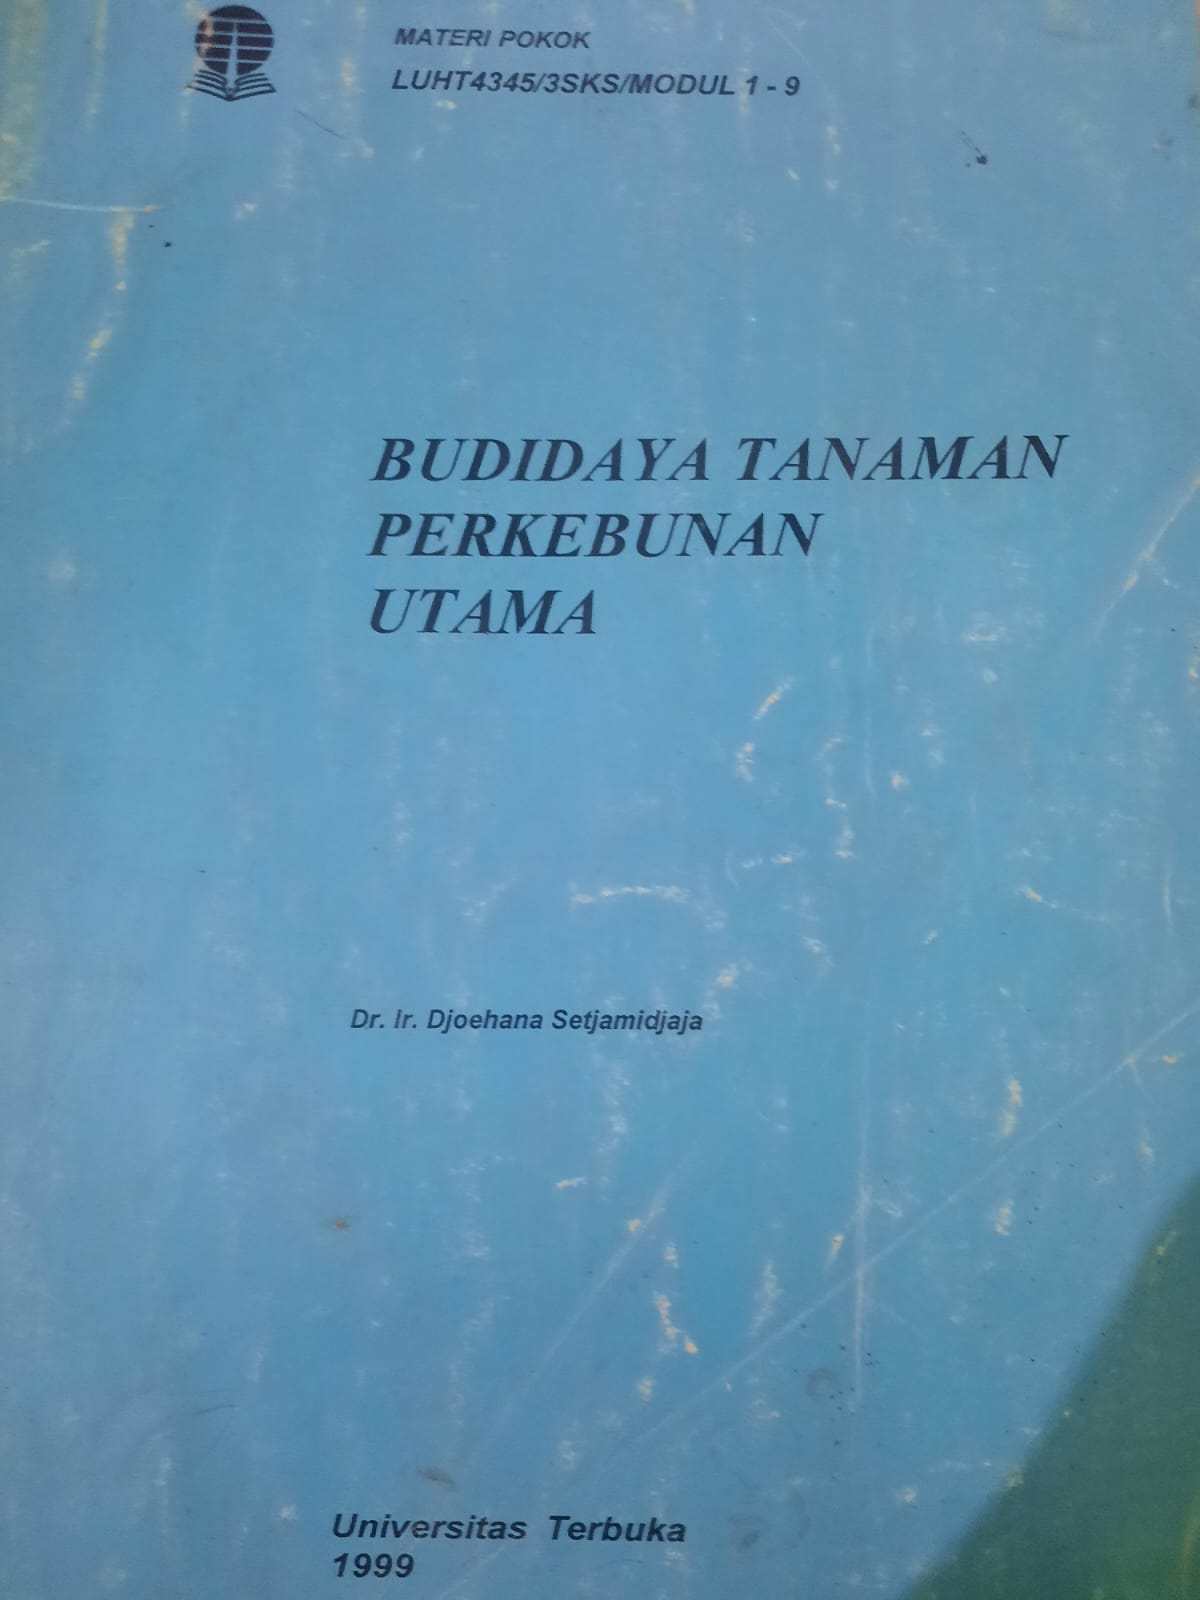 MATERI POKOK
LUHT4345/3SKS/MODUL 1 - 9
BUDIDAYA TANAMAN
PERKEBUNAN
UTAMA
Dr. Ir. Djoehana Setjamidjaja
Universitas Terbuka
1999